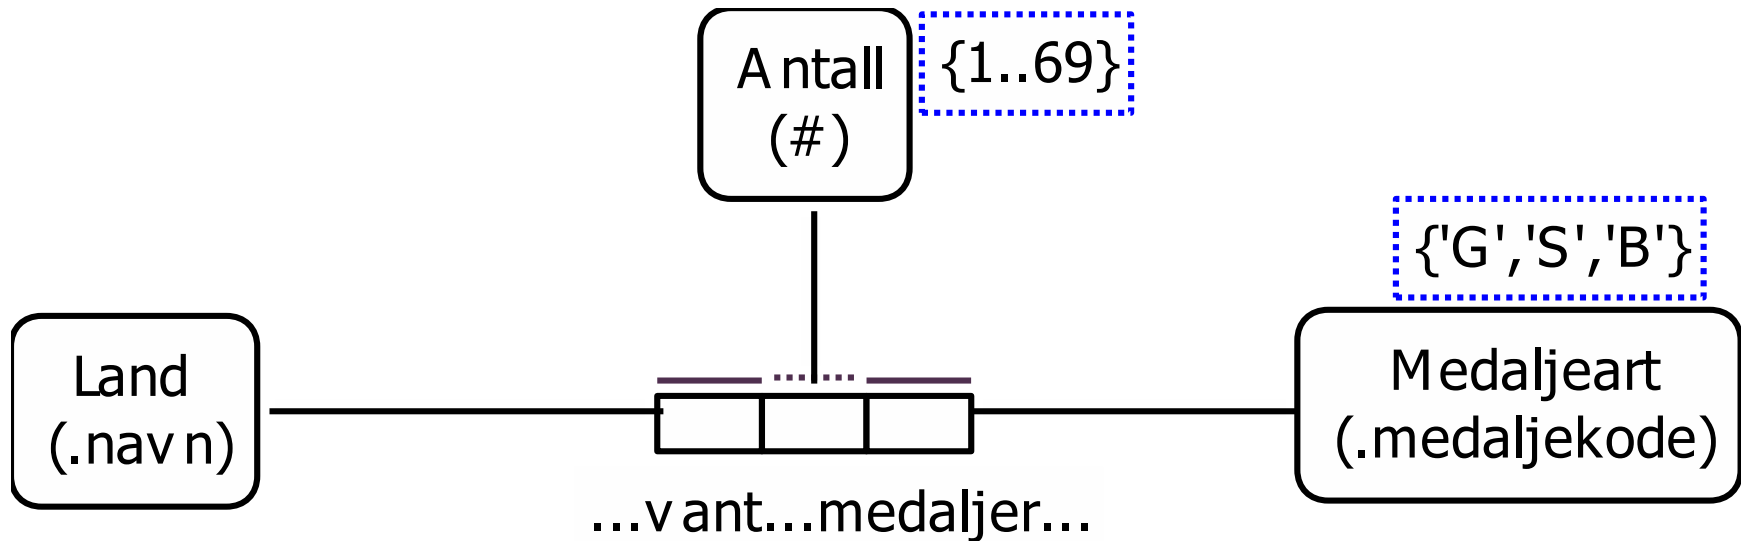 Antall
(#)
{1..69}
{'G','S','B'}
Land
(.navn)
Medaljeart
(.medaljekode)
...vant...medaljer...